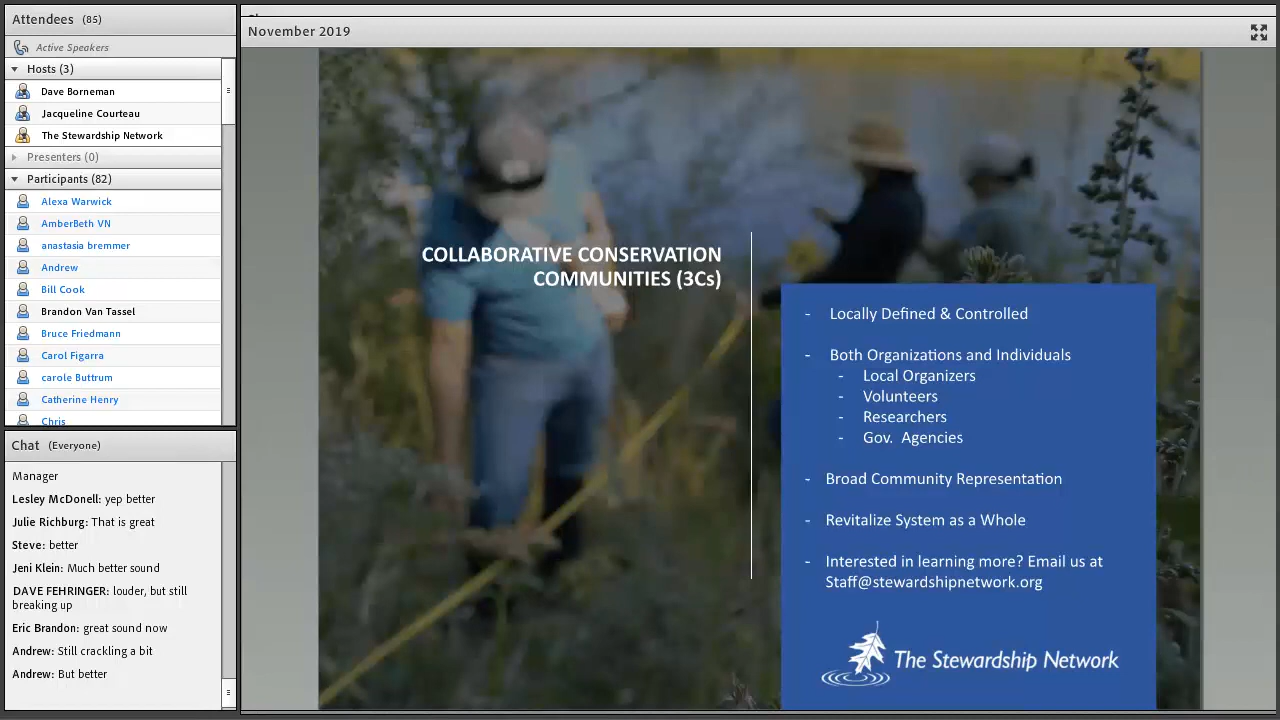 Attendees (85)
Active Speakers
Hosts (3)
Dave Borneman
Jacqueline Courteau
The Stewardship Network
Presenters (0)
Participants (82)
Alexa Warwick
AmberBeth VN
anastasia bremmer
Andrew
Bill Cook
Brandon Van Tassel
Bruce Friedmann
Carol Figarra
carole Buttrum
Catherine Henry
Chris
Chat (Everyone)
Manager
Lesley McDonell: yep better
Julie Richburg: That is great
Steve: better
Jeni Klein: Much better sound
DAVE FEHRINGER: louder, but still
breaking up
Eric Brandon: great sound now
Andrew: Still crackling a bit
Andrew: But better
November 2019
COLLABORATIVE CONSERVATION
COMMUNITIES (3Cs)
- Locally Defined & Controlled
- Both Organizations and Individuals
- Local Organizers
- Volunteers
- Researchers
- Gov. Agencies
- Broad Community Representation
- Revitalize System as a Whole
- Interested in learning more? Email us at
Staff@stewardshipnetwork.org
The Stewardship Network